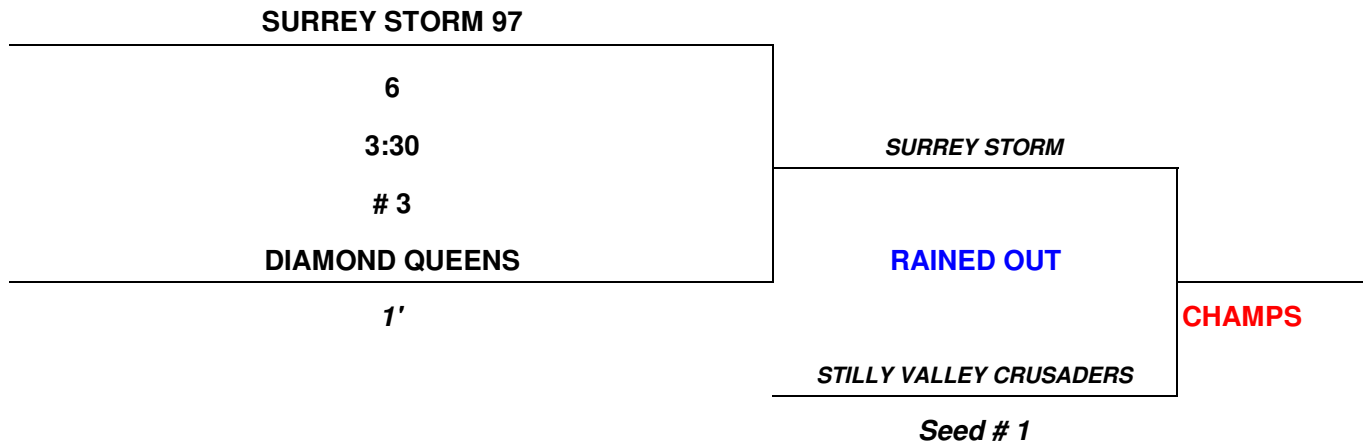 SURREY STORM 97
6
3:30
SURREY STORM
# 3
DIAMOND QUEENS
RAINED OUT
1'
CHAMPS
STILLY VALLEY CRUSADERS
Seed # 1